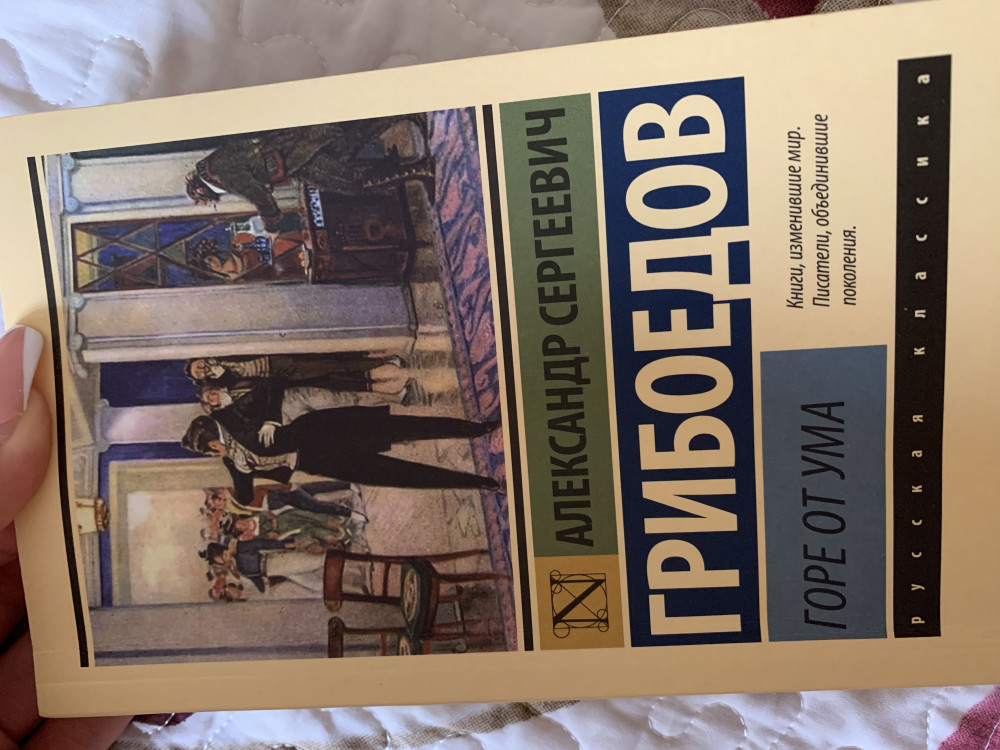 АЛЕКСАНДР СЕРГЕЕВИЧ
ГРИБОЕДОВ
ГОРЕ ОТ УМА
Книги, изменившие мир.
Писатели, объединившие
поколения.
русская классика